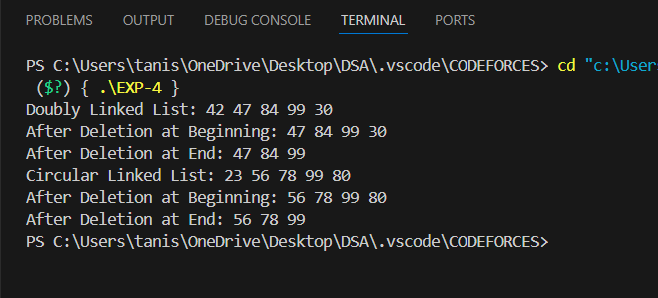 PROBLEMS OUTPUT DEBUG CONSOLE TERMINAL PORTS
PS C:\Users\tanis\OneDrive\Desktop\DSA\.vscode\CODEFORCES> cd "c:\User
($?) { .\EXP-4 }
Doubly Linked List: 42 47 84 99 30
After Deletion at Beginning: 47 84 99 30
After Deletion at End: 47 84 99
Circular Linked List: 23 56 78 99 80
After Deletion at Beginning: 56 78 99 80
After Deletion at End: 56 78 99
PS C:\Users\tanis\OneDrive\Desktop\DSA\.vscode\CODEFORCES>